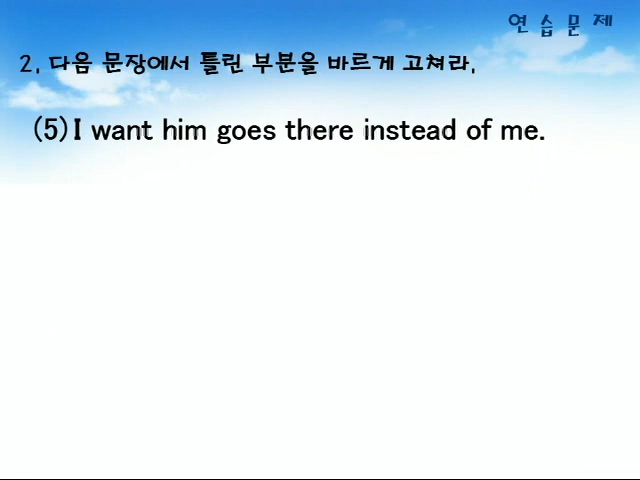 연습문제
2. 다음 문장에서 틀린 부분을 바르게 고쳐라.
(5) I want him goes there instead of me.